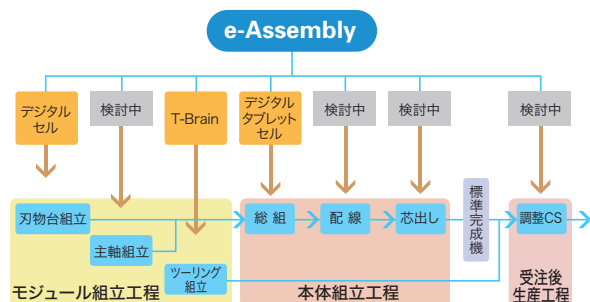 e-Assembly
デジタル
セル
検討中
T-Brain
デジタル
タブレット
セル
検討中
検討中
検討中
刃物台組立
主軸組立
ツーリング
組立
総 組
配 線
芯出し
標準完成機
調整CS
モジュール組立工程
本体組立工程
受注後
生産工程